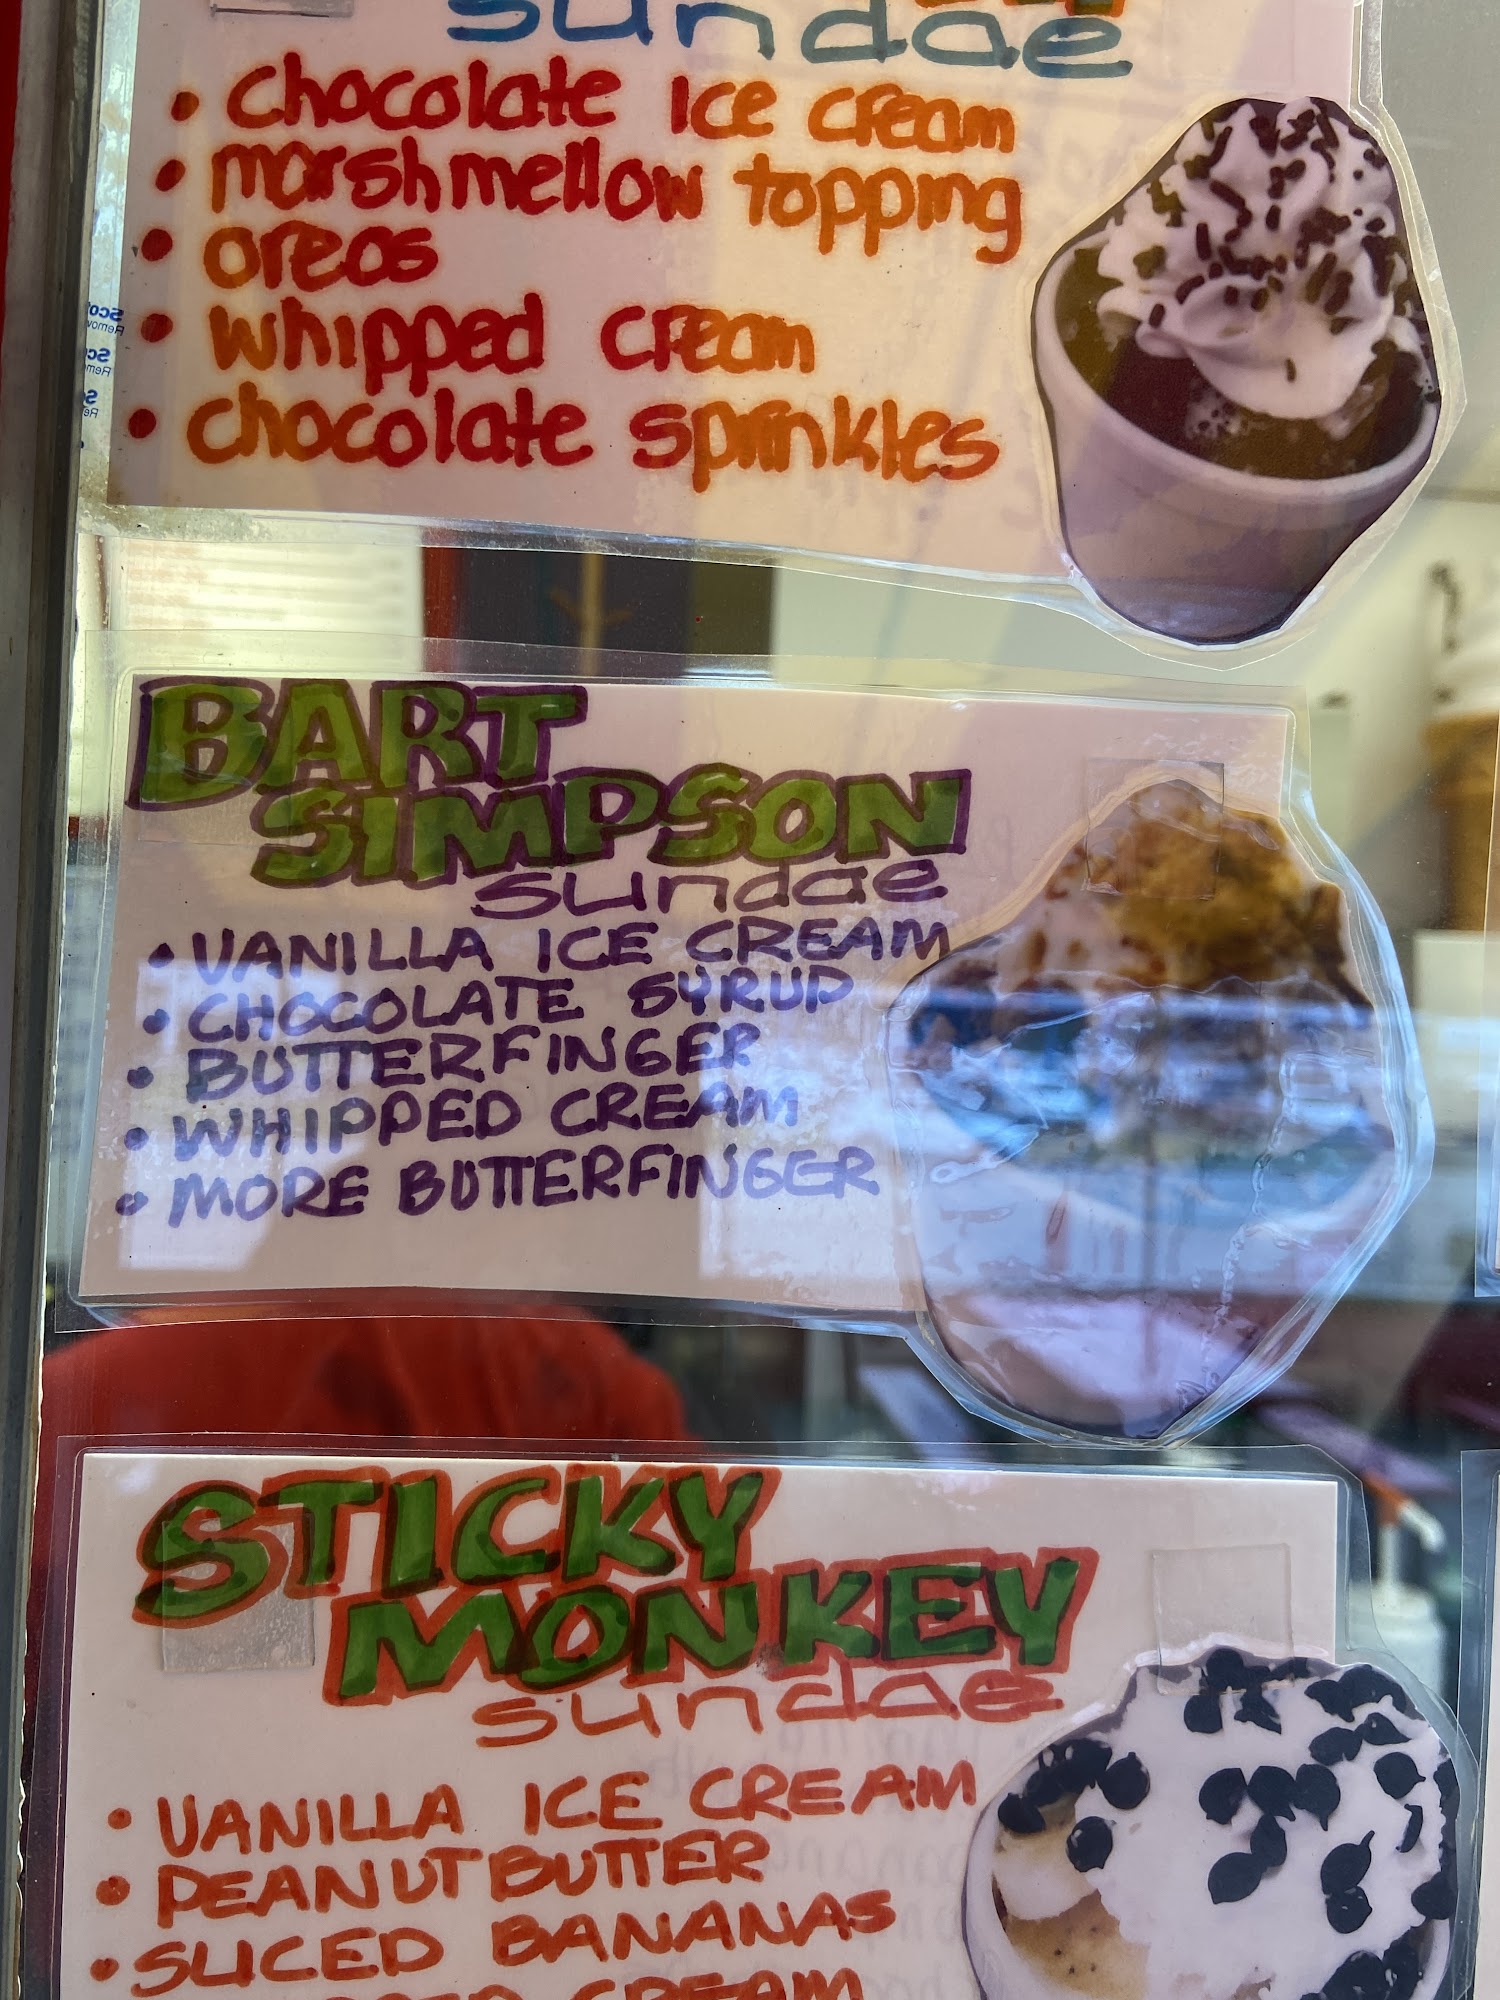 sundae
• chocolate ice cream
• marshmellow topping
• oreos
• whipped cream
• chocolate sprinkles
BART
SIMPSON
sundae
• VANILLA ICE CREAM
• CHOCOLATE SYRUP
• BUTTERFINGER
• WHIPPED CREAM
• MORE BUTTERFINGER
STICKY
MONKEY
sundae
• VANILLA ICE CREAM
• PEANUT BUTTER
• SLICED BANANAS
CREAM